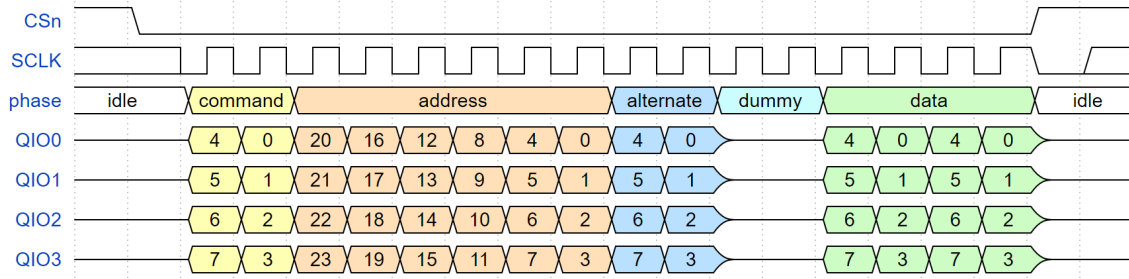 CSn
SCLK
phase idle command address alternate dummy data idle
QIO0 4 0 20 16 12 8 4 0 4 0 4 0 4 0
QIO1 5 1 21 17 13 9 5 1 5 1 5 1 5 1
QIO2 6 2 22 18 14 10 6 2 6 2 6 2 6 2
QIO3 7 3 23 19 15 11 7 3 7 3 7 3 7 3